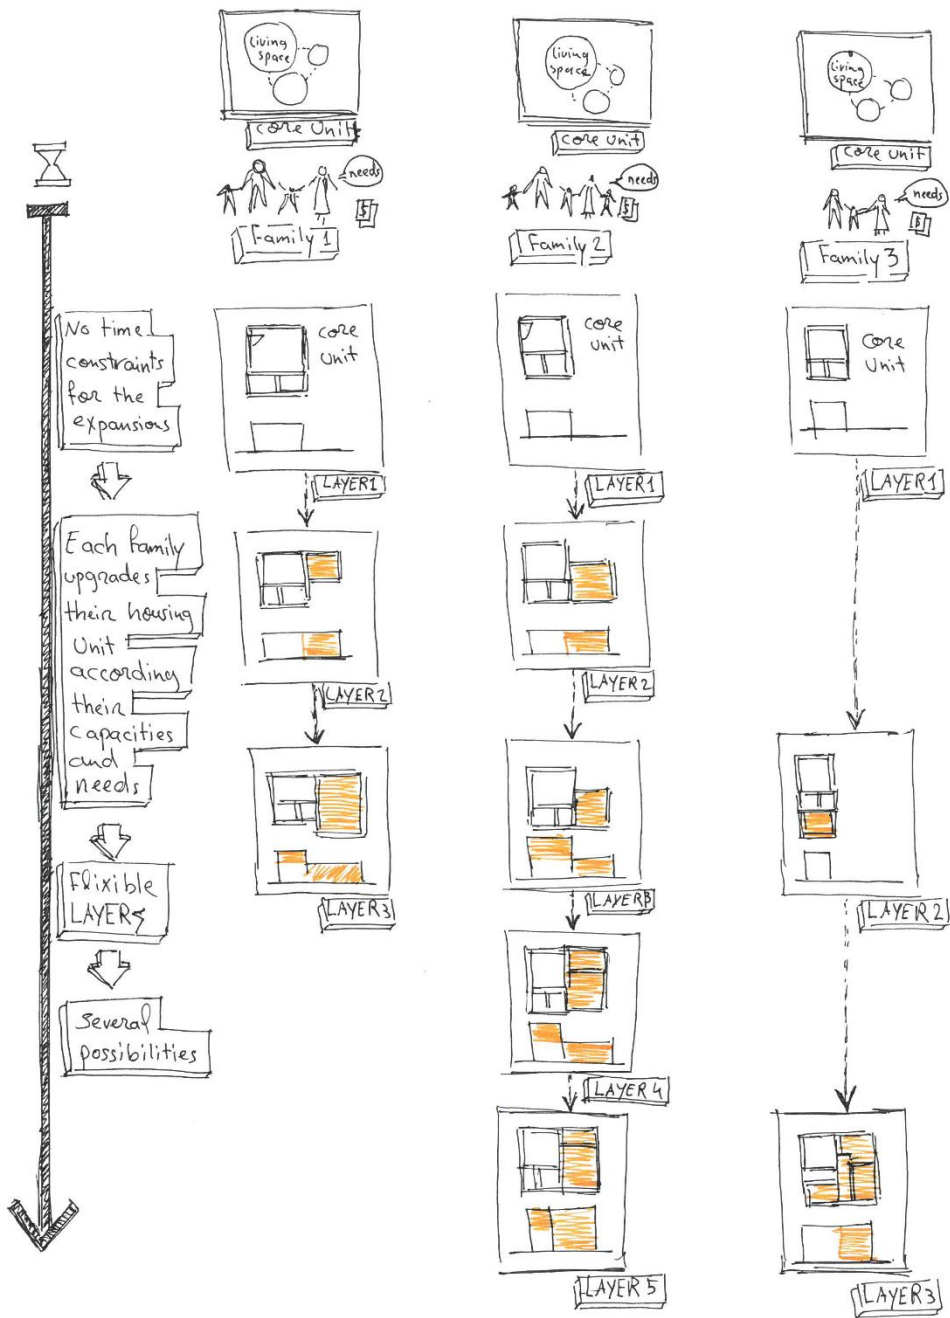 Living
space
Core Unit
needs
$
Family 1
Living
space
core unit
needs
$
Family 2
Living
space
core unit
needs
$
Family 3
No time
constraints
for the
expansions
Each family
upgrades
their housing
Unit
according
their
capacities
and
needs
Flixible
LAYERS
Several
possibilities
core
Unit
LAYER1
LAYER2
LAYER3
core
Unit
LAYER1
LAYER2
LAYER3
LAYER 4
LAYER 5
core
Unit
LAYER1
LAYER2
LAYER3